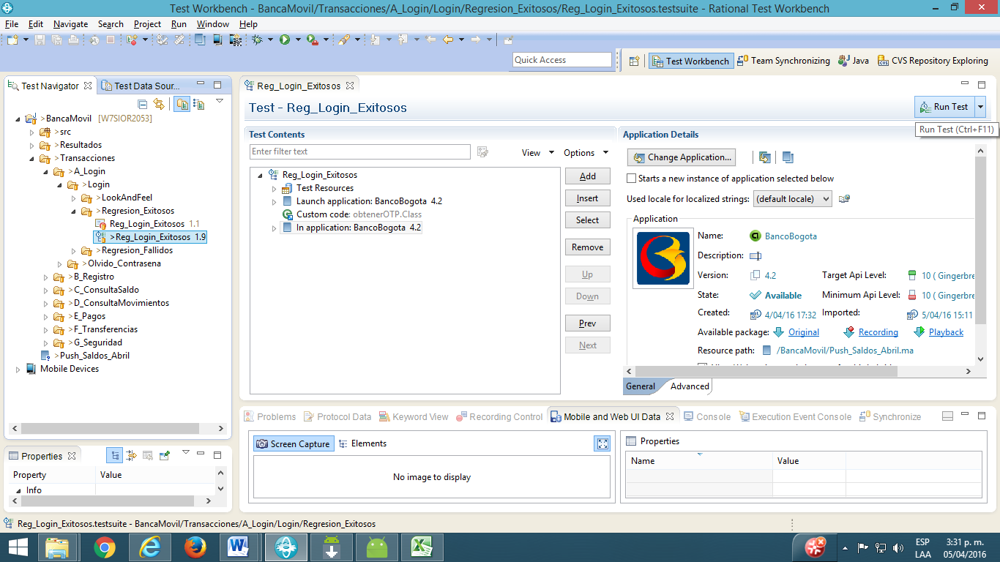 Test Workbench - BancaMovil/Transacciones/A_Login/Login/Regresion_Exitosos/Reg_Login_Exitosos.testsuite - Rational Test Workbench
File Edit Navigate Search Project Run Window Help
Quick Access
Test Workbench Team Synchronizing Java CVS Repository Exploring
Test Navigator Test Data Sour...
>BancaMovil [W7SIOR2053]
>src
>Resultados
>Transacciones
>A_Login
>Login
>LookAndFeel
>Regresion_Exitosos
Reg_Login_Exitosos 1.1
>Reg_Login_Exitosos 1.9
>Regresion_Fallidos
>Olvido_Contrasena
>B_Registro
>C_ConsultaSaldo
>D_ConsultaMovimientos
>E_Pagos
>F_Transferencias
>G_Seguridad
>Push_Saldos_Abril
Mobile Devices
Reg_Login_Exitosos
Test - Reg_Login_Exitosos
Run Test
Run Test (Ctrl+F11)
Test Contents
Enter filter text
View Options
Reg_Login_Exitosos
Test Resources
Launch application: BancoBogota 4.2
Custom code: obtenerOTP.Class
In application: BancoBogota 4.2
Add
Insert
Select
Remove
Up
Down
Prev
Next
Application Details
Change Application...
Starts a new instance of application selected below
Used locale for localized strings: (default locale)
Application
Name: BancoBogota
Description:
Version: 4.2 Target Api Level: 10 ( Gingerbre
State: Available Minimum Api Level: 10 ( Gingerbre
Created: 4/04/16 17:32 Imported: 5/04/16 15:11
Available package: Original Recording Playback
Resource path: /BancaMovil/Push_Saldos_Abril.ma
General Advanced
Problems Protocol Data Keyword View Recording Control Mobile and Web UI Data Console Execution Event Console Synchronize
Screen Capture Elements
No image to display
Properties
Name Value
Properties
Property Value
Info
Reg_Login_Exitosos.testsuite - BancaMovil/Transacciones/A_Login/Login/Regresion_Exitosos
ESP
LAA
3:31 p. m.
05/04/2016